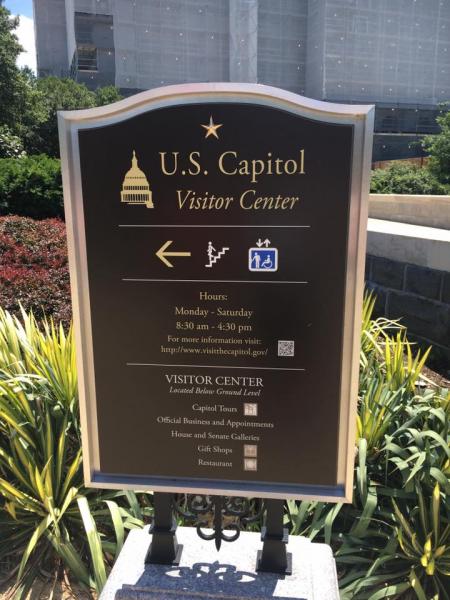 U.S. Capitol
Visitor Center
Hours:
Monday - Saturday
8:30 am - 4:30 pm
For more information visit:
http://www.visitthecapitol.gov/
VISITOR CENTER
Located Below Ground Level
Capitol Tours
Official Business and Appointments
House and Senate Galleries
Gift Shops
Restaurant